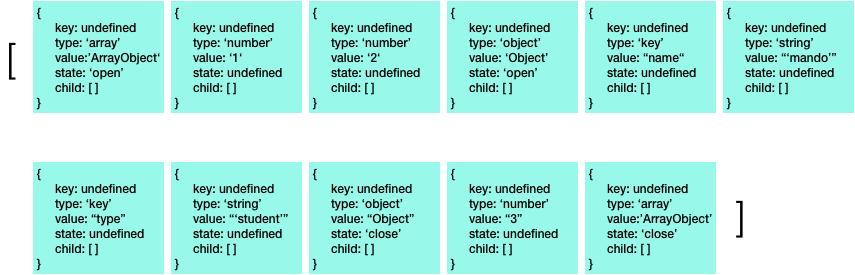 [
{
key: undefined
type: ‘array’
value:’ArrayObject‘
state: ‘open’
child: [ ]
}
{
key: undefined
type: ‘number’
value: ‘1‘
state: undefined
child: [ ]
}
{
key: undefined
type: ‘number’
value: ‘2‘
state: undefined
child: [ ]
}
{
key: undefined
type: ‘object’
value: ‘Object’
state: ‘open’
child: [ ]
}
{
key: undefined
type: ‘key’
value: “name“
state: undefined
child: [ ]
}
{
key: undefined
type: ‘string’
value: “‘mando’”
state: undefined
child: [ ]
}
{
key: undefined
type: ‘key’
value: “type”
state: undefined
child: [ ]
}
{
key: undefined
type: ‘string’
value: “‘student’”
state: undefined
child: [ ]
}
{
key: undefined
type: ‘object’
value: “Object”
state: ‘close’
child: [ ]
}
{
key: undefined
type: ‘number’
value: “3”
state: undefined
child: [ ]
}
{
key: undefined
type: ‘array’
value:’ArrayObject’
state: ‘close’
child: [ ]
}
]